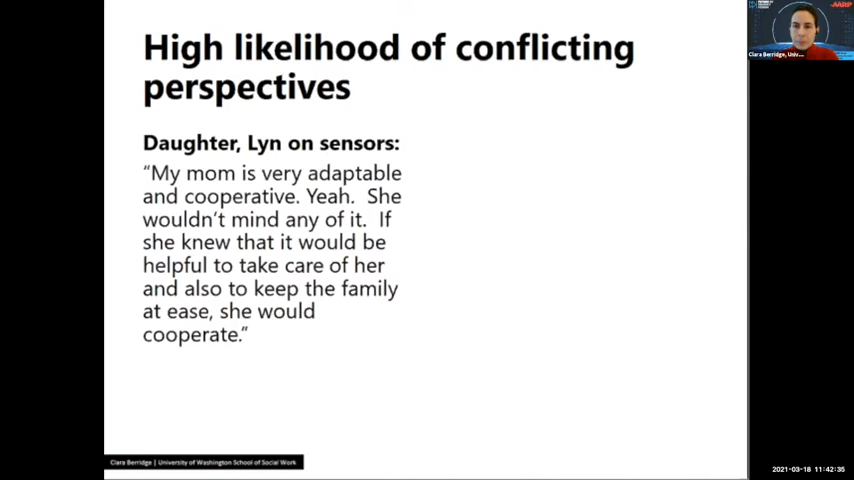 High likelihood of conflicting
perspectives
Daughter, Lyn on sensors:
“My mom is very adaptable
and cooperative. Yeah.  She
wouldn’t mind any of it.  If
she knew that it would be
helpful to take care of her
and also to keep the family
at ease, she would
cooperate.”
Clara Berridge | University of Washington School of Social Work
AARP
Clara Berridge, Univ...
2021-03-18 11:42:35